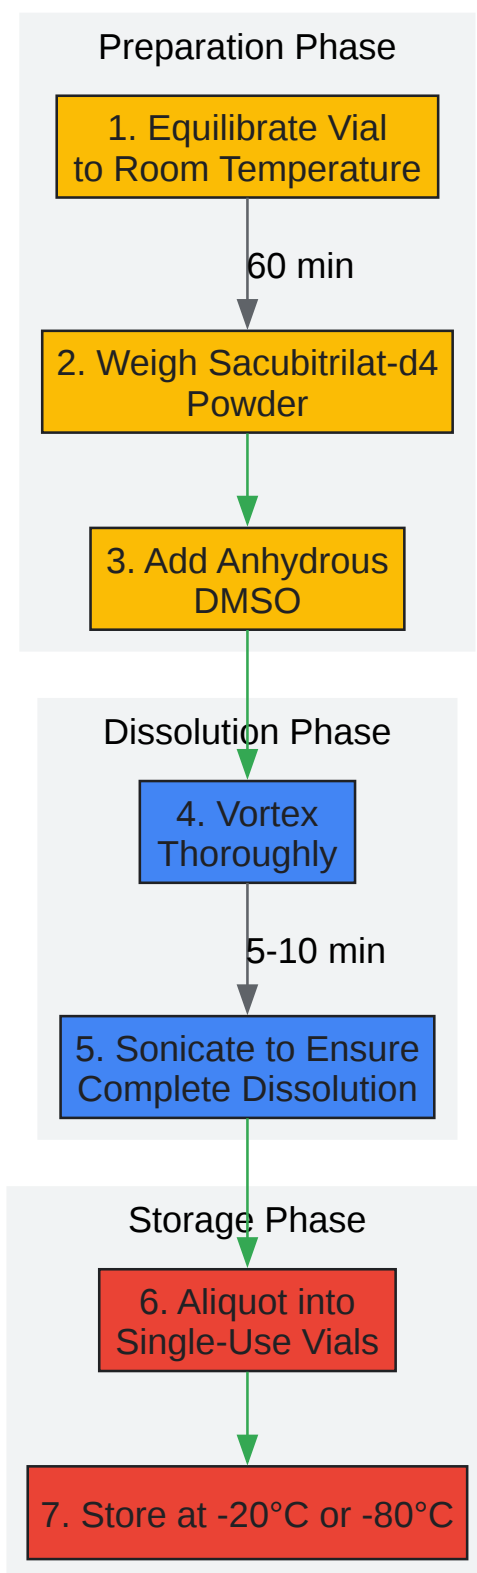 Preparation Phase
1. Equilibrate Vial
to Room Temperature
60 min
2. Weigh Sacubitrilat-d4
Powder
3. Add Anhydrous
DMSO
Dissolution Phase
4. Vortex
Thoroughly
5-10 min
5. Sonicate to Ensure
Complete Dissolution
Storage Phase
6. Aliquot into
Single-Use Vials
7. Store at -20°C or -80°C